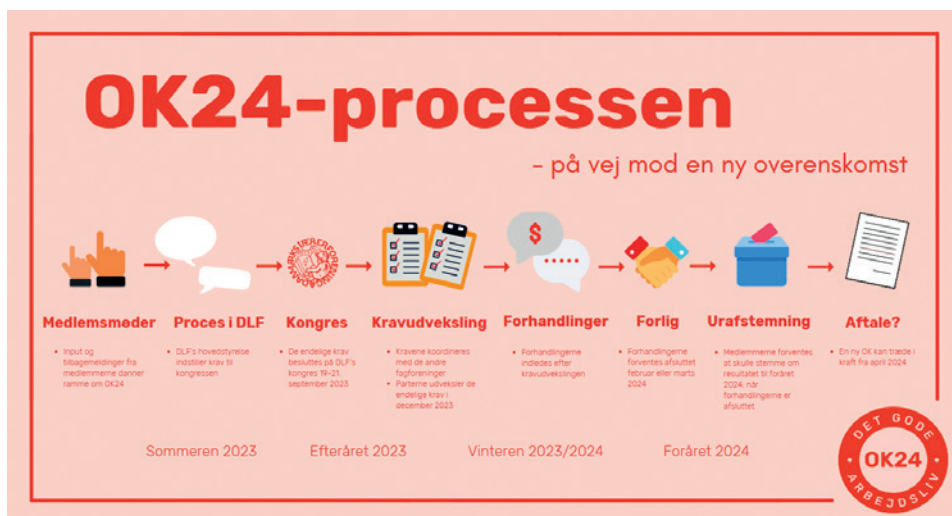 OK24-processen
- på vej mod en ny overenskomst
Medlemsmøder
Input og
tilbagemeldinger fra
medlemmerne danner
ramme om OK24
Proces i DLF
DLF's hovedstyrelse
indstiller krav til
kongressen
Kongres
De endelige krav
besluttes på DLF's
kongres 19-21.
september 2023
Kravudveksling
Kravene koordineres
med de andre
fagforeninger
Parterne udveksler de
endelige krav i
december 2023
Forhandlinger
Forhandlingerne
indledes efter
kravudvekslingen
Forlig
Forhandlingerne
forventes afsluttet
februar eller marts
2024
Urafstemning
Medlemmerne forventes
at skulle stemme om
resultatet til foråret
2024, når
forhandlingerne er
afsluttet
Aftale?
En ny OK kan træde i
kraft fra april 2024
Sommeren 2023
Efteråret 2023
Vinteren 2023/2024
Foråret 2024
DET GODE
OK24
ARBEJDSLIV